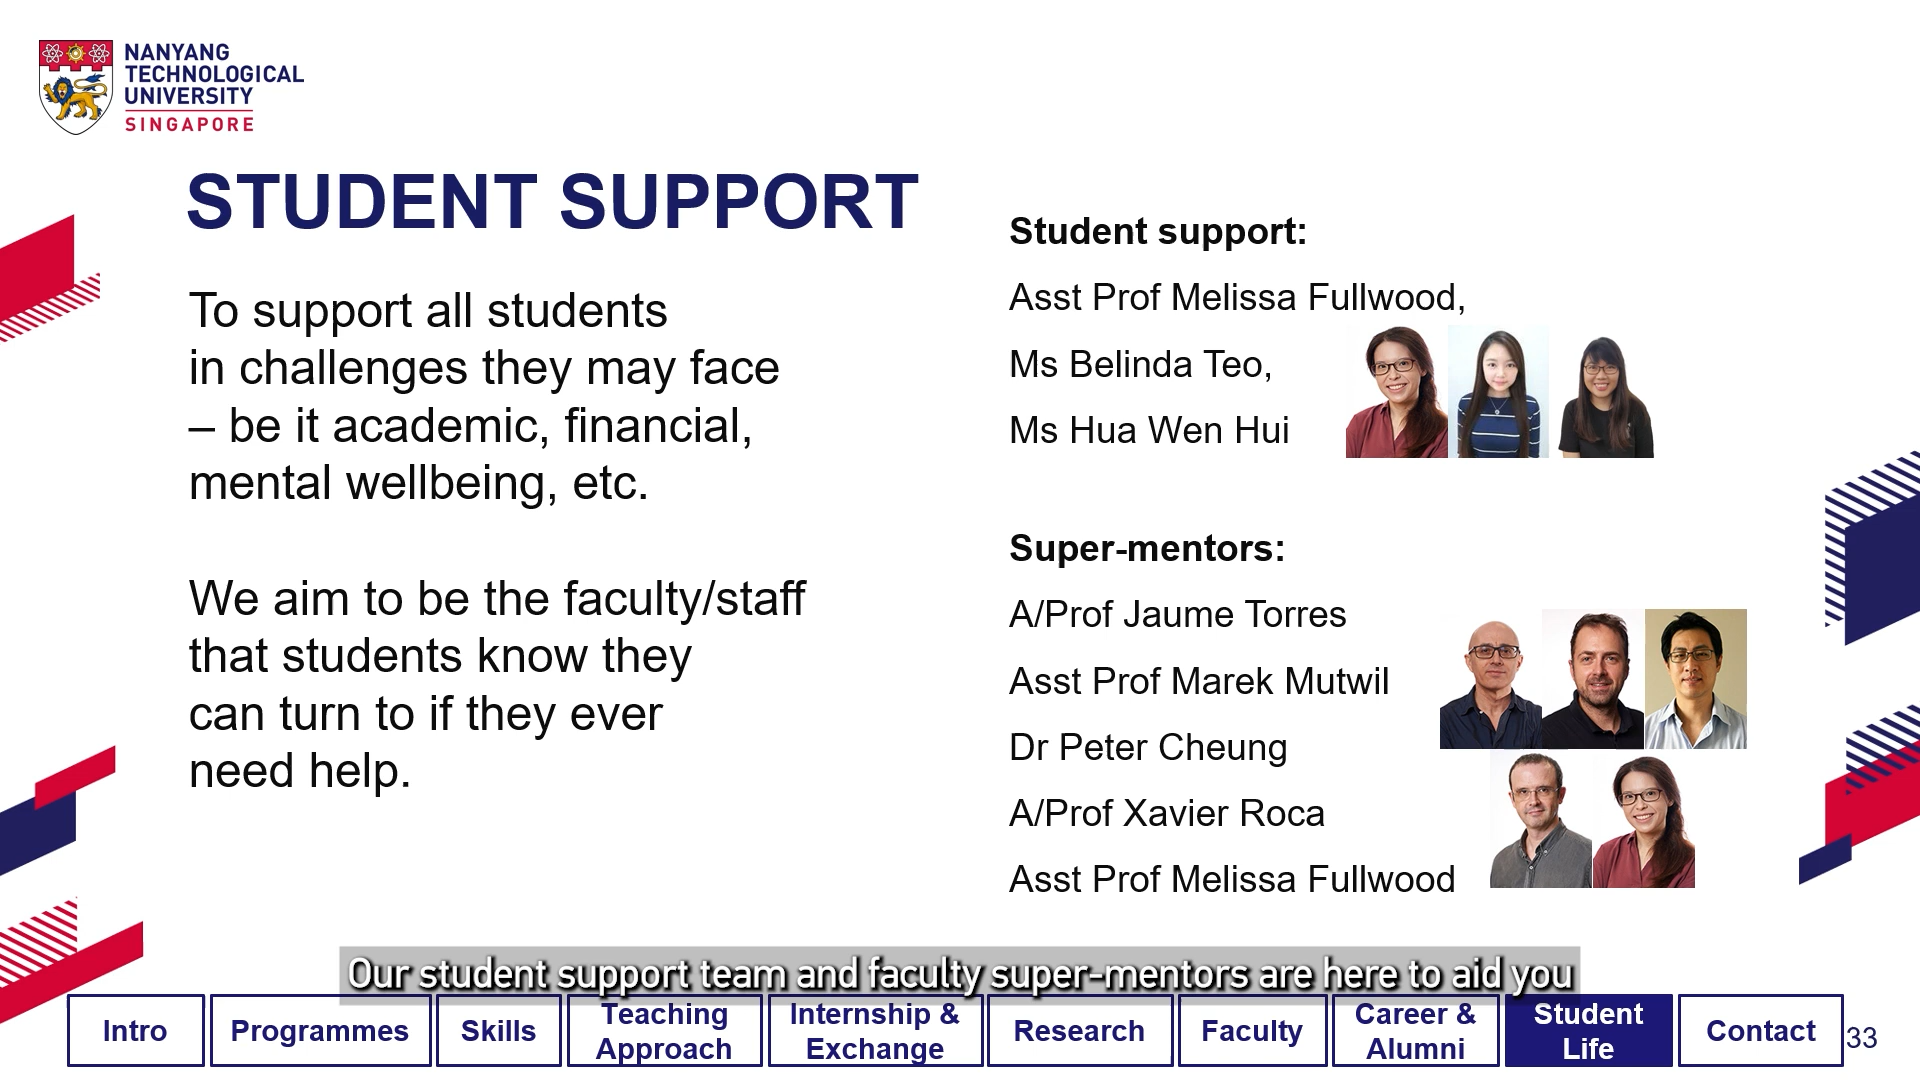 NANYANG
TECHNOLOGICAL
UNIVERSITY
SINGAPORE
STUDENT SUPPORT
To support all students
in challenges they may face
– be it academic, financial,
mental wellbeing, etc.
We aim to be the faculty/staff
that students know they
can turn to if they ever
need help.
Student support:
Asst Prof Melissa Fullwood,
Ms Belinda Teo,
Ms Hua Wen Hui
Super-mentors:
A/Prof Jaume Torres
Asst Prof Marek Mutwil
Dr Peter Cheung
A/Prof Xavier Roca
Asst Prof Melissa Fullwood
Our student support team and faculty super-mentors are here to aid you
Intro
Programmes
Skills
Teaching
Approach
Internship &
Exchange
Research
Faculty
Career &
Alumni
Student
Life
Contact
33